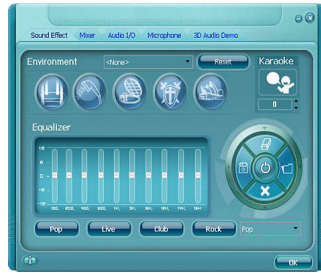 Sound Effect Mixer Audio I/O Microphone 3D Audio Demo
Environment <None> Reset Karaoke
0
Equalizer
Pop Live Club Rock Pop
OK